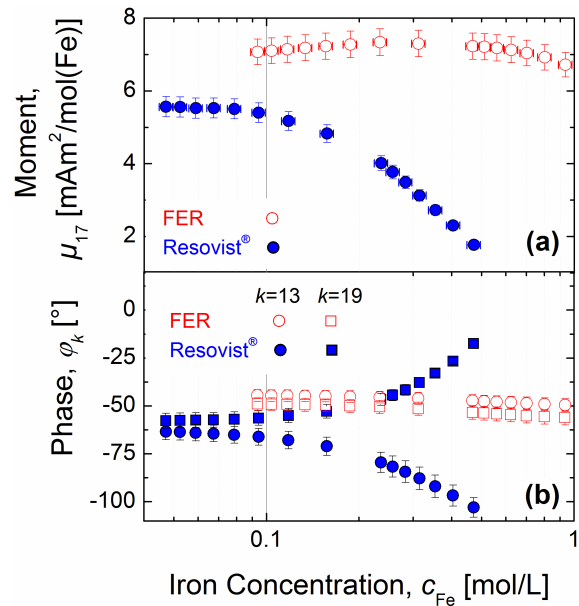 Moment,
μ17 [mAm²/mol(Fe)]
8
6
4
2
FER
Resovist®
(a)
Phase, φk [°]
0
-25
-50
-75
-100
k=13 k=19
FER
Resovist®
(b)
0.1 1
Iron Concentration, cFe [mol/L]